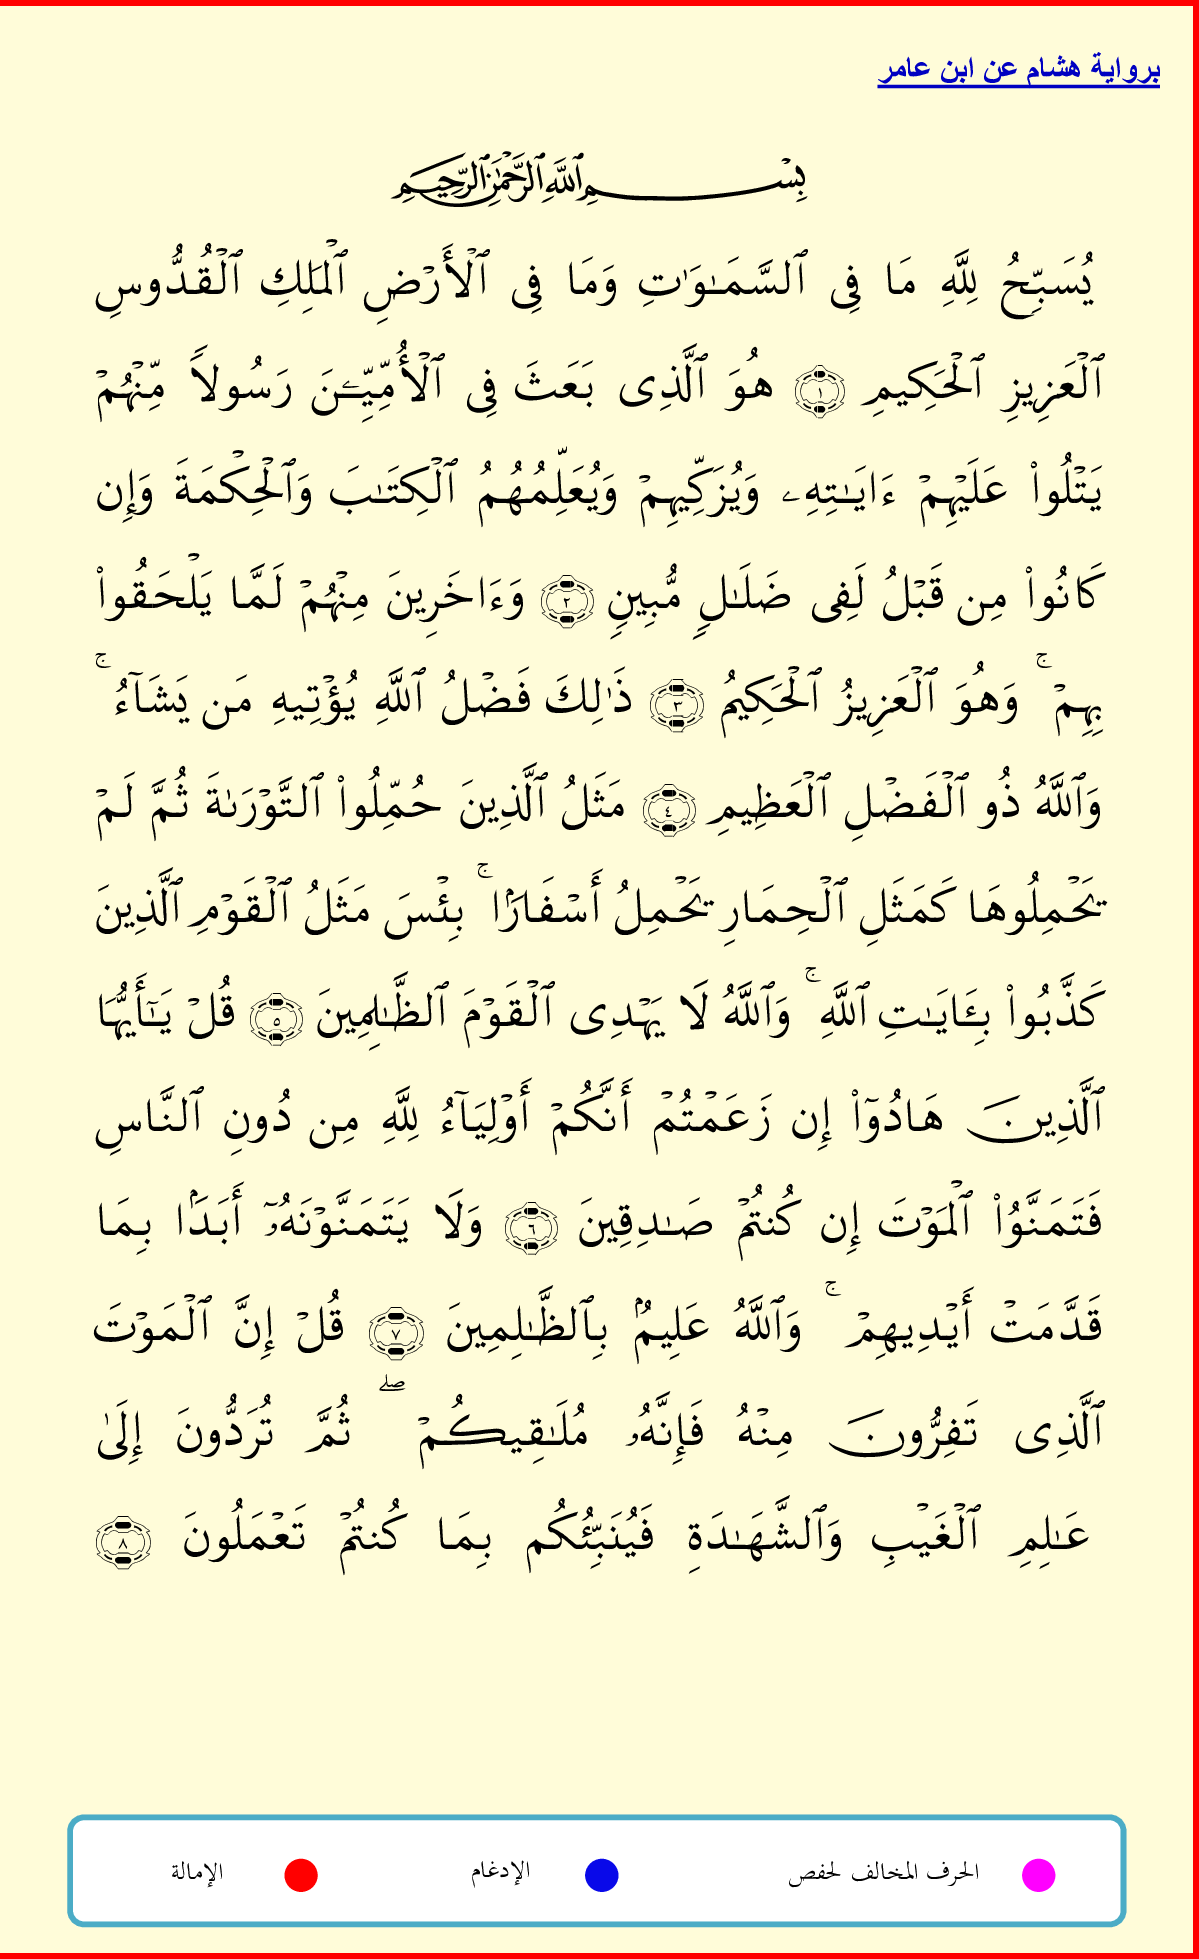 برواية هشام عن ابن عامر
بِسْمِ ٱللَّهِ ٱلرَّحْمَٰنِ ٱلرَّحِيمِ
يُسَبِّحُ لِلَّهِ مَا فِى ٱلسَّمَـٰوَٰتِ وَمَا فِى ٱلْأَرْضِ ٱلْمَلِكِ ٱلْقُدُّوسِ
ٱلْعَزِيزِ ٱلْحَكِيمِ ١ هُوَ ٱلَّذِى بَعَثَ فِى ٱلْأُمِّيِّـۧنَ رَسُولًا مِّنْهُمْ
يَتْلُوا۟ عَلَيْهِمْ ءَايَـٰتِهِۦ وَيُزَكِّيهِمْ وَيُعَلِّمُهُمُ ٱلْكِتَـٰبَ وَٱلْحِكْمَةَ وَإِن
كَانُوا۟ مِن قَبْلُ لَفِى ضَلَـٰلٍ مُّبِينٍ ٢ وَءَاخَرِينَ مِنْهُمْ لَمَّا يَلْحَقُوا۟
بِهِمْ ۚ وَهُوَ ٱلْعَزِيزُ ٱلْحَكِيمُ ٣ ذَٰلِكَ فَضْلُ ٱللَّهِ يُؤْتِيهِ مَن يَشَآءُ ۚ
وَٱللَّهُ ذُو ٱلْفَضْلِ ٱلْعَظِيمِ ٤ مَثَلُ ٱلَّذِينَ حُمِّلُوا۟ ٱلتَّوْرَىٰةَ ثُمَّ لَمْ
يَحْمِلُوهَا كَمَثَلِ ٱلْحِمَارِ يَحْمِلُ أَسْفَارًۢا ۚ بِئْسَ مَثَلُ ٱلْقَوْمِ ٱلَّذِينَ
كَذَّبُوا۟ بِـَٔايَـٰتِ ٱللَّهِ ۚ وَٱللَّهُ لَا يَهْدِى ٱلْقَوْمَ ٱلظَّـٰلِمِينَ ٥ قُلْ يَـٰٓأَيُّهَا
ٱلَّذِينَ هَادُوٓا۟ إِن زَعَمْتُمْ أَنَّكُمْ أَوْلِيَآءُ لِلَّهِ مِن دُونِ ٱلنَّاسِ
فَتَمَنَّوُا۟ ٱلْمَوْتَ إِن كُنتُمْ صَـٰدِقِينَ ٦ وَلَا يَتَمَنَّوْنَهُۥٓ أَبَدًۢا بِمَا
قَدَّمَتْ أَيْدِيهِمْ ۚ وَٱللَّهُ عَلِيمٌۢ بِٱلظَّـٰلِمِينَ ٧ قُلْ إِنَّ ٱلْمَوْتَ
ٱلَّذِى تَفِرُّونَ مِنْهُ فَإِنَّهُۥ مُلَـٰقِيكُمْ ۖ ثُمَّ تُرَدُّونَ إِلَىٰ
عَـٰلِمِ ٱلْغَيْبِ وَٱلشَّهَـٰدَةِ فَيُنَبِّئُكُم بِمَا كُنتُمْ تَعْمَلُونَ ٨
الحرف المخالف لحفص الإدغام الإمالة